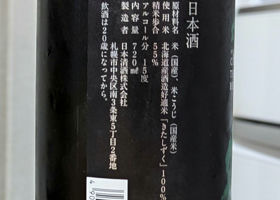 日本酒
原材料名 米(国産)、米こうじ(国産米)
使用米 北海道産酒造好適米「きたしずく」100%
精米歩合 55%
アルコール分 15度
内容量 720ml
製造者 日本清酒株式会社
札幌市中央区南3条東5丁目2番地
飲酒は20歳になってから。